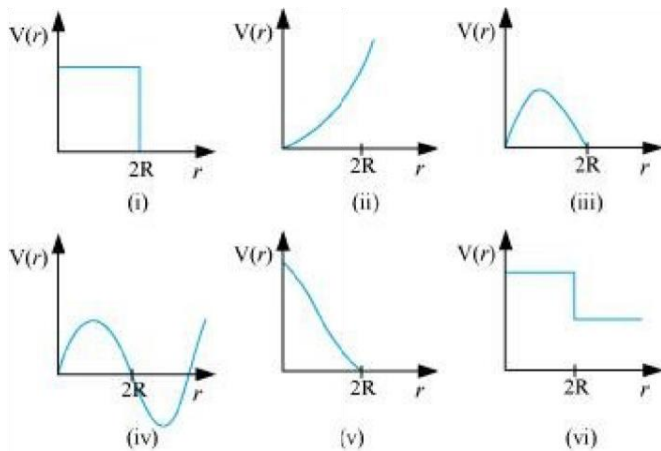 V(r) V(r) V(r)
2R r 2R r 2R r
(i) (ii) (iii)
V(r) V(r) V(r)
2R r 2R r 2R r
(iv) (v) (vi)